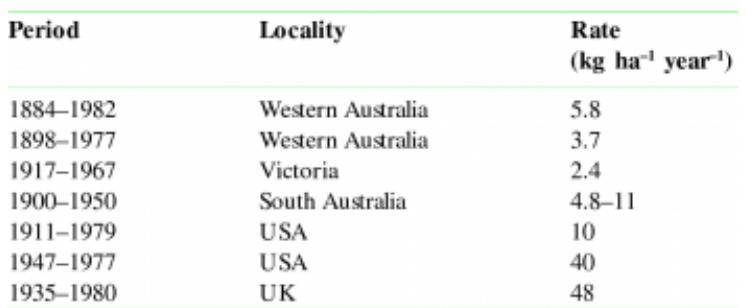 Period Locality Rate
(kg ha⁻¹ year⁻¹)
1884–1982 Western Australia 5.8
1898–1977 Western Australia 3.7
1917–1967 Victoria 2.4
1900–1950 South Australia 4.8–11
1911–1979 USA 10
1947–1977 USA 40
1935–1980 UK 48